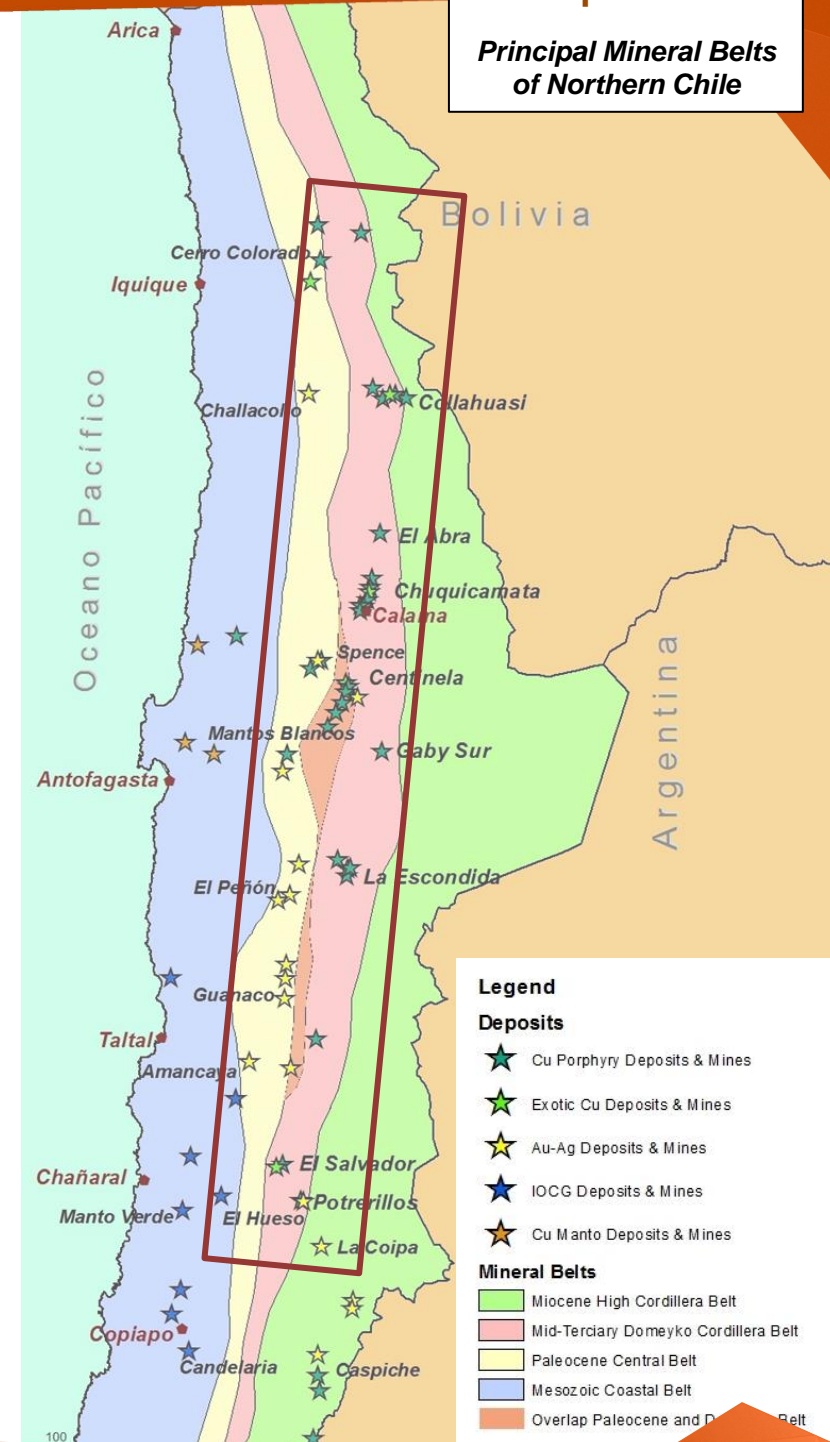 Principal Mineral Belts
of Northern Chile
Arica
Bolivia
Cerro Colorado
Iquique
Oceano Pacífico
Challacollo
Collahuasi
El Abra
Chuquicamata
Calama
Spence
Centinela
Argentina
Mantos Blancos
Gaby Sur
Antofagasta
El Peñón
La Escondida
Guanaco
Taltal
Amancaya
El Salvador
Chañaral
Potrerillos
Manto Verde
El Hueso
La Coipa
Copiapo
Candelaria
Caspiche
100
Legend
Deposits
Cu Porphyry Deposits & Mines
Exotic Cu Deposits & Mines
Au-Ag Deposits & Mines
IOCG Deposits & Mines
Cu Manto Deposits & Mines
Mineral Belts
Miocene High Cordillera Belt
Mid-Terciary Domeyko Cordillera Belt
Paleocene Central Belt
Mesozoic Coastal Belt
Overlap Paleocene and Belt